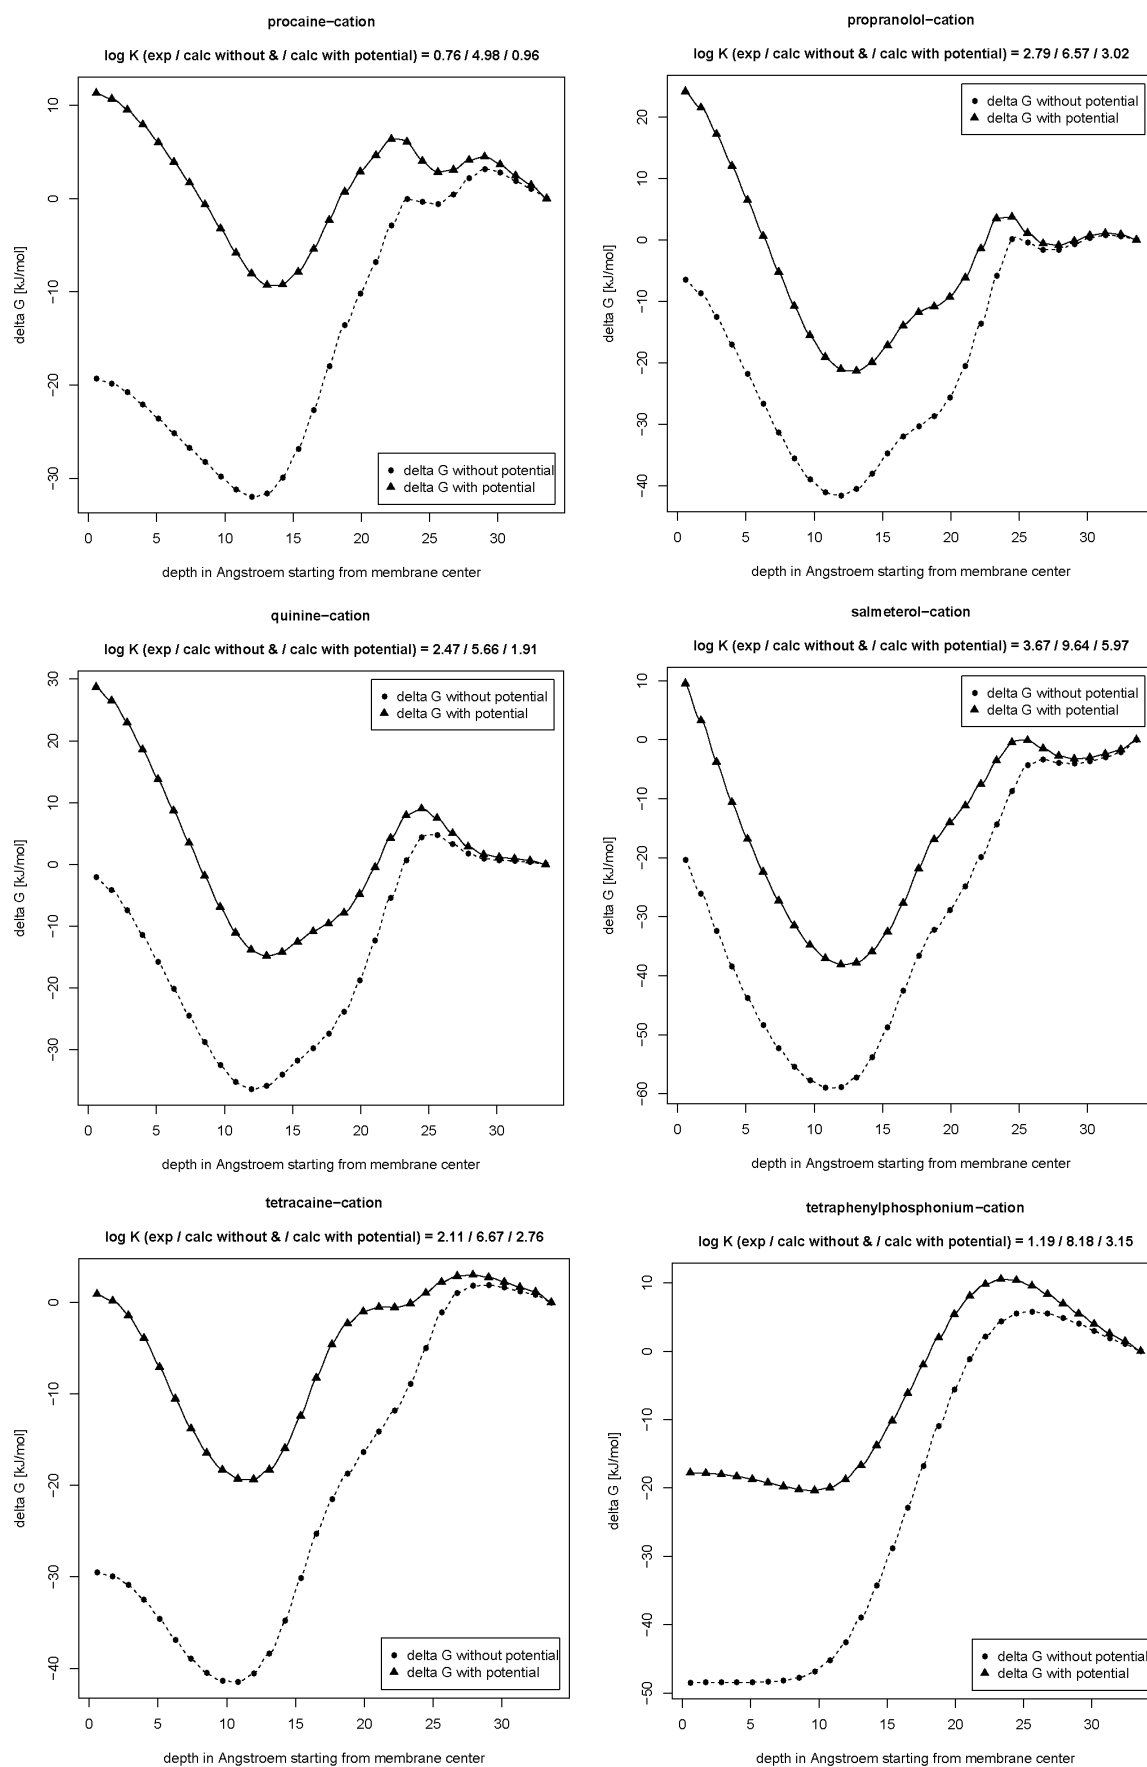 procaine−cation
log K (exp / calc without & / calc with potential) = 0.76 / 4.98 / 0.96
10
0
−10
−20
−30
delta G [kJ/mol]
delta G without potential
delta G with potential
0 5 10 15 20 25 30
depth in Angstroem starting from membrane center
propranolol−cation
log K (exp / calc without & / calc with potential) = 2.79 / 6.57 / 3.02
delta G without potential
delta G with potential
20
10
0
−10
−20
−30
−40
delta G [kJ/mol]
0 5 10 15 20 25 30
depth in Angstroem starting from membrane center
quinine−cation
log K (exp / calc without & / calc with potential) = 2.47 / 5.66 / 1.91
delta G without potential
delta G with potential
30
20
10
0
−10
−20
−30
delta G [kJ/mol]
0 5 10 15 20 25 30
depth in Angstroem starting from membrane center
salmeterol−cation
log K (exp / calc without & / calc with potential) = 3.67 / 9.64 / 5.97
delta G without potential
delta G with potential
10
0
−10
−20
−30
−40
−50
−60
delta G [kJ/mol]
0 5 10 15 20 25 30
depth in Angstroem starting from membrane center
tetracaine−cation
log K (exp / calc without & / calc with potential) = 2.11 / 6.67 / 2.76
0
−10
−20
−30
−40
delta G [kJ/mol]
delta G without potential
delta G with potential
0 5 10 15 20 25 30
depth in Angstroem starting from membrane center
tetraphenylphosphonium−cation
log K (exp / calc without & / calc with potential) = 1.19 / 8.18 / 3.15
10
0
−10
−20
−30
−40
−50
delta G [kJ/mol]
delta G without potential
delta G with potential
0 5 10 15 20 25 30
depth in Angstroem starting from membrane center